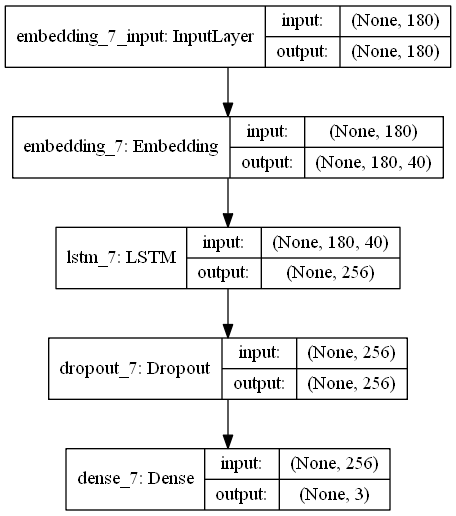 embedding_7_input: InputLayer
input: (None, 180)
output: (None, 180)
embedding_7: Embedding
input: (None, 180)
output: (None, 180, 40)
lstm_7: LSTM
input: (None, 180, 40)
output: (None, 256)
dropout_7: Dropout
input: (None, 256)
output: (None, 256)
dense_7: Dense
input: (None, 256)
output: (None, 3)